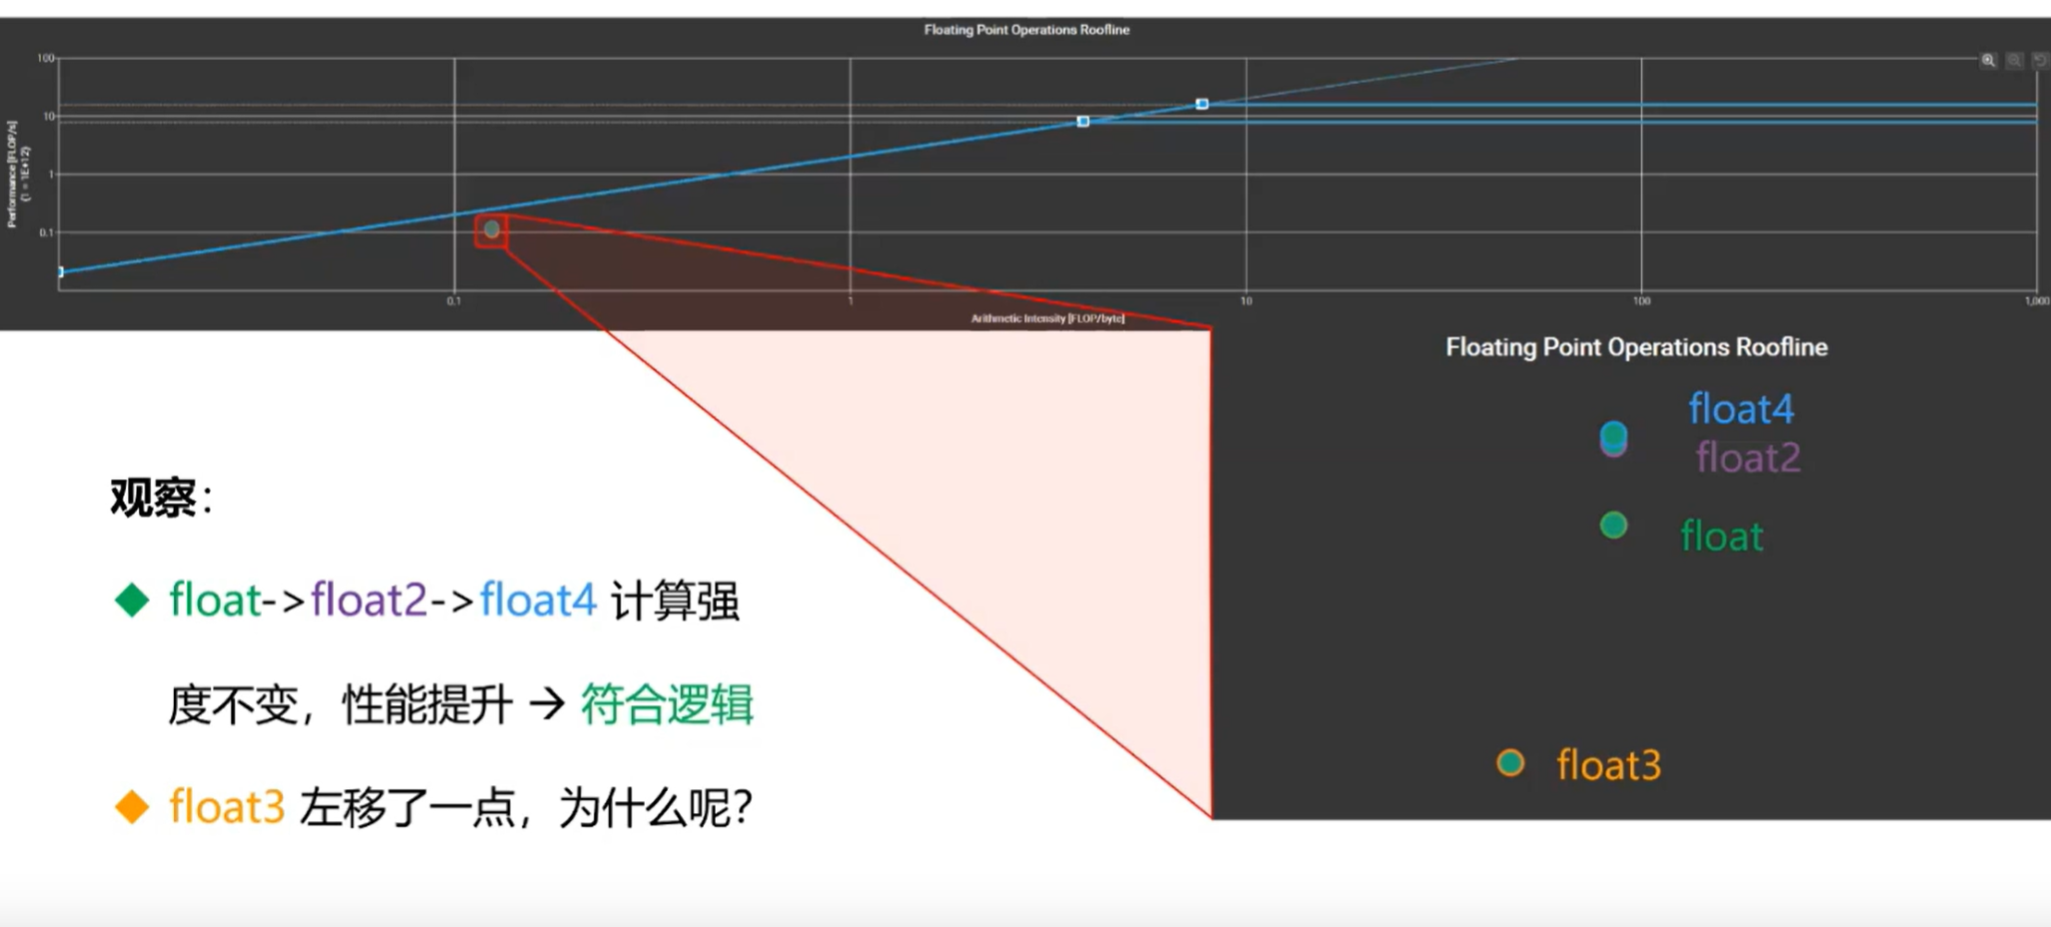 Floating Point Operations Roofline
100
10
1
0.1
Performance [FLOP/s]
(1 = 1E+12)
0.1
1
10
100
1,000
Arithmetic Intensity [FLOP/byte]
Floating Point Operations Roofline
float4
float2
float
float3
观察：
float->float2->float4 计算强
度不变，性能提升 → 符合逻辑
float3 左移了一点，为什么呢？